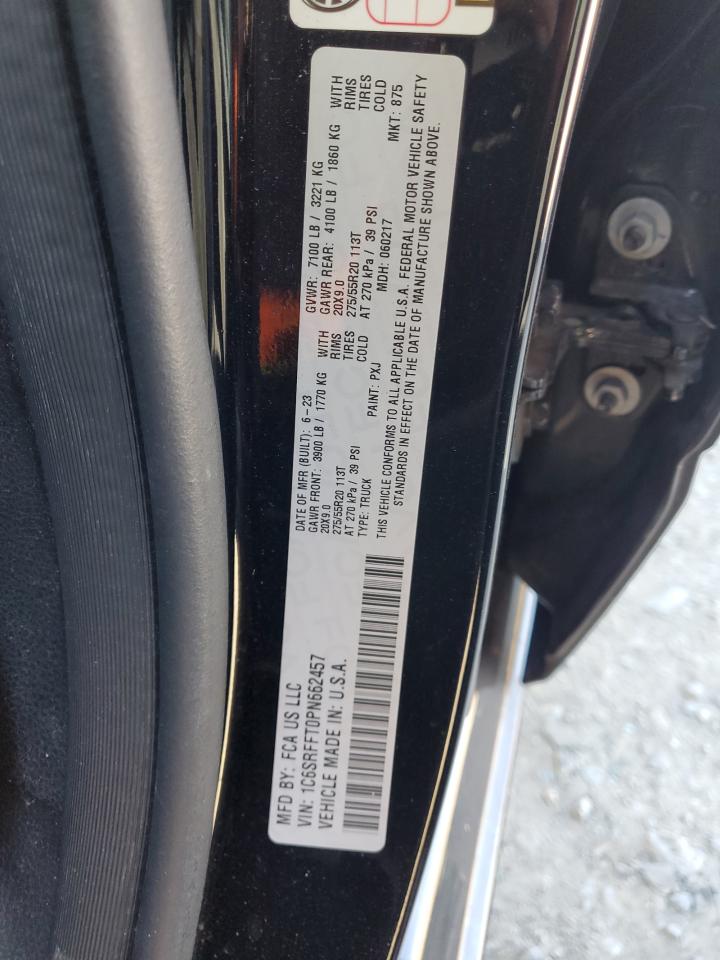 MFD BY: FCA US LLC
VIN: 1C6SRFFT0PN662457
VEHICLE MADE IN: U.S.A.
DATE OF MFR (BUILT): 6-23
GAWR FRONT: 3900 LB / 1770 KG WITH
20X9.0 RIMS
275/55R20 113T TIRES
AT 270 kPa / 39 PSI COLD
TYPE: TRUCK PAINT: PXJ
GVWR: 7100 LB / 3221 KG
GAWR REAR: 4100 LB / 1860 KG WITH
20X9.0 RIMS
275/55R20 113T TIRES
AT 270 kPa / 39 PSI COLD
MDH: 060217 MKT: 875
THIS VEHICLE CONFORMS TO ALL APPLICABLE U.S.A. FEDERAL MOTOR VEHICLE SAFETY
STANDARDS IN EFFECT ON THE DATE OF MANUFACTURE SHOWN ABOVE.